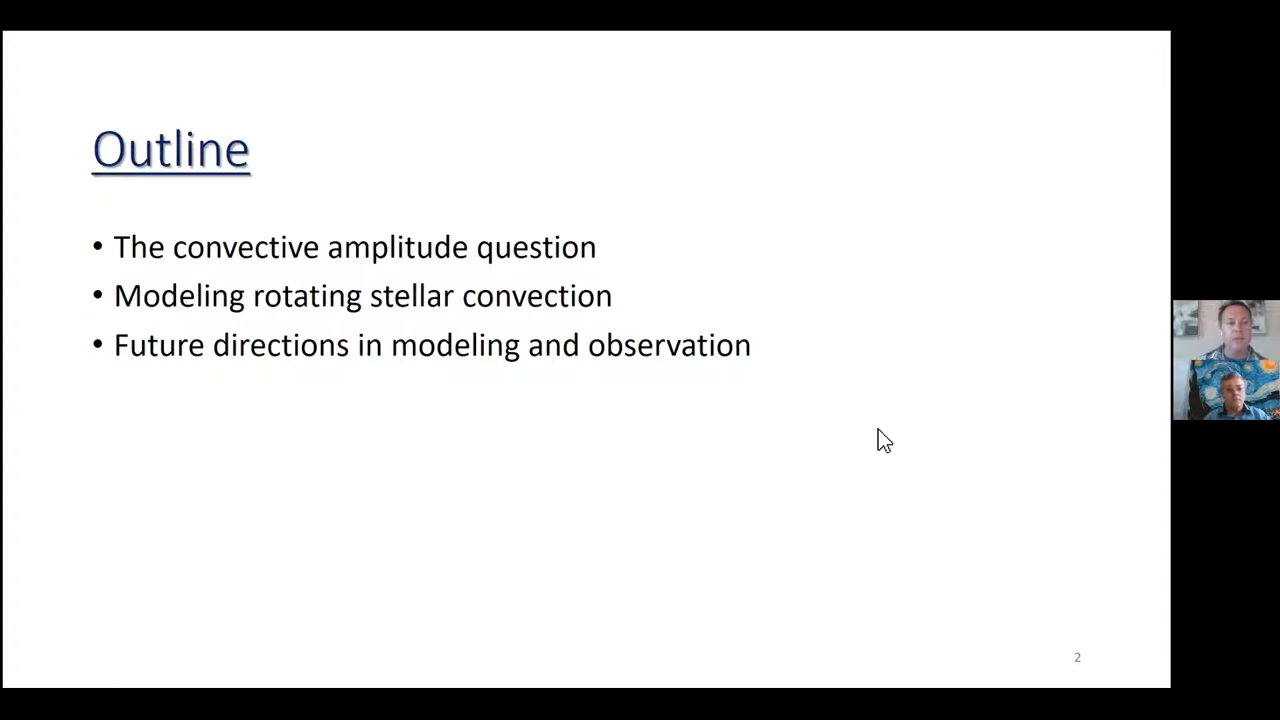 Outline
• The convective amplitude question
• Modeling rotating stellar convection
• Future directions in modeling and observation
2